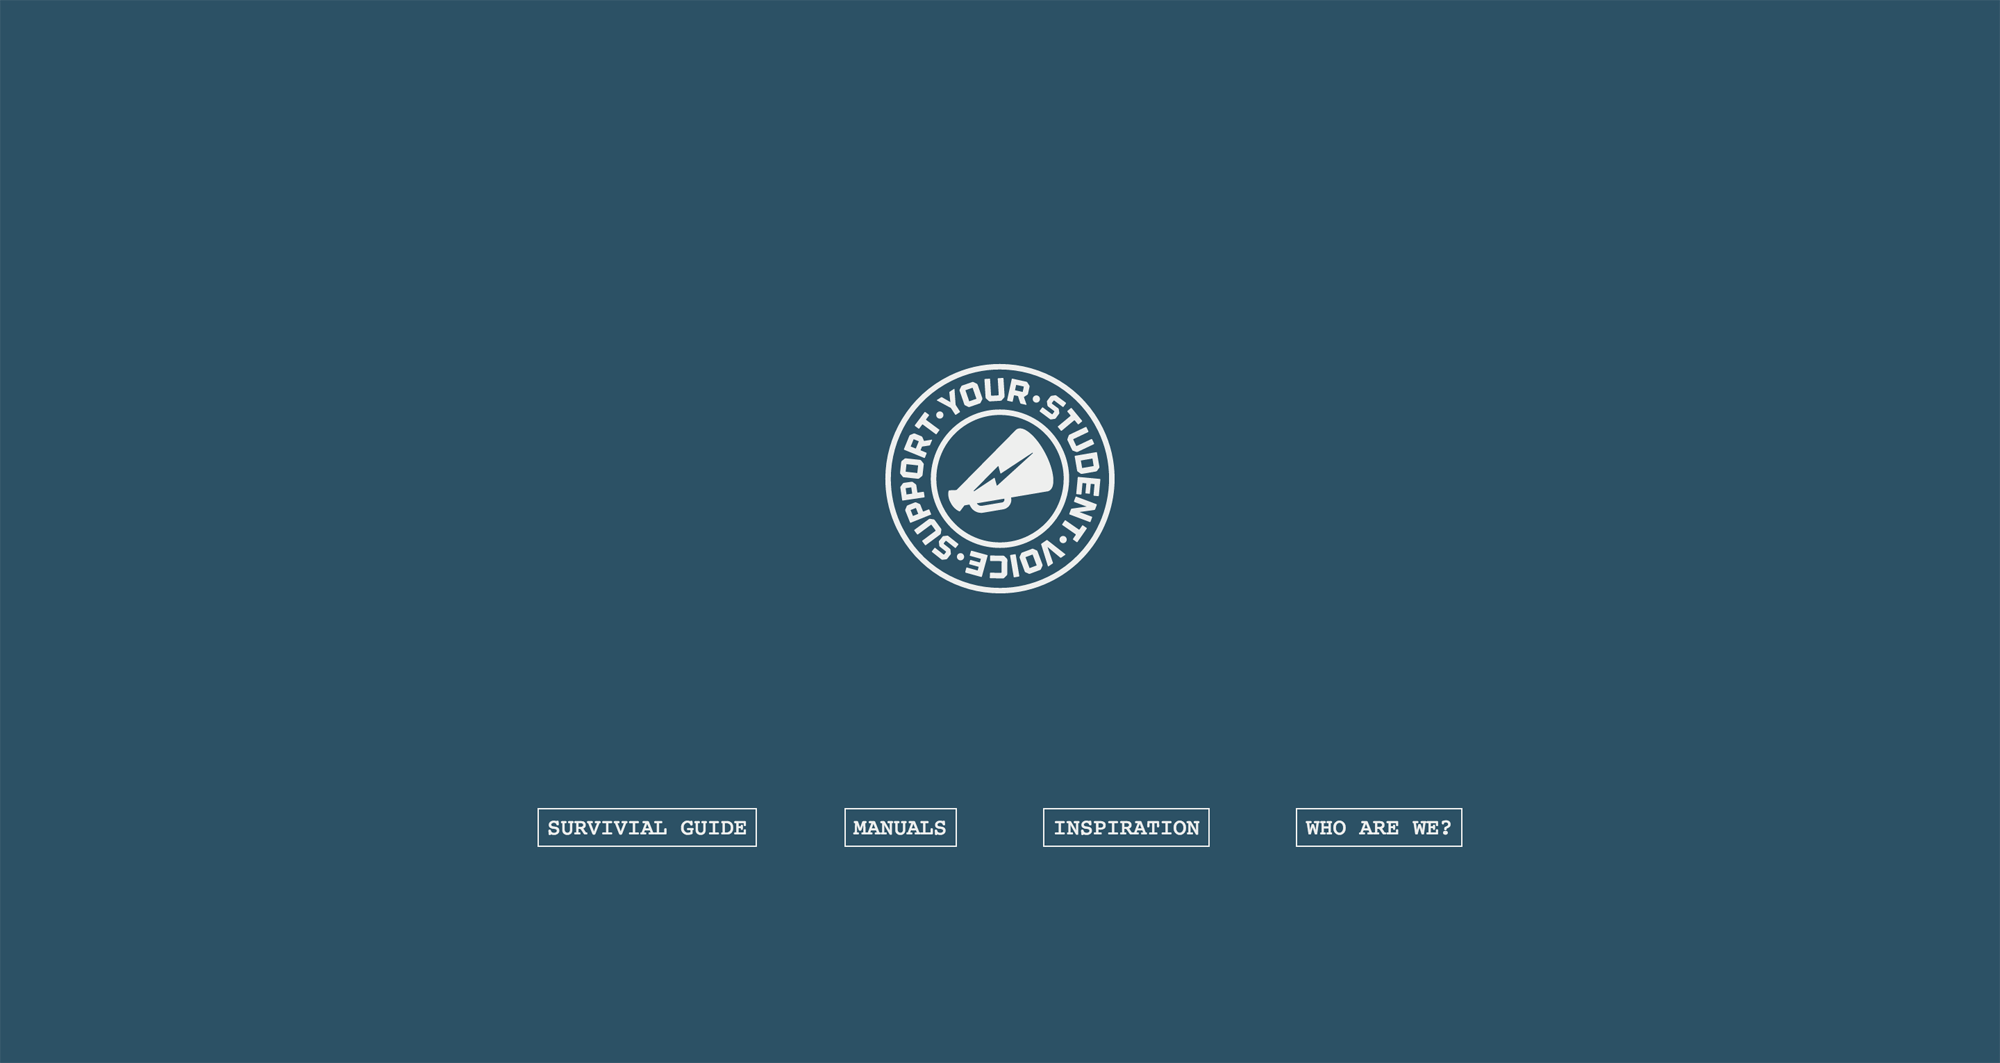 SUPPORT·YOUR·STUDENT·VOICE·
SURVIVIAL GUIDE
MANUALS
INSPIRATION
WHO ARE WE?